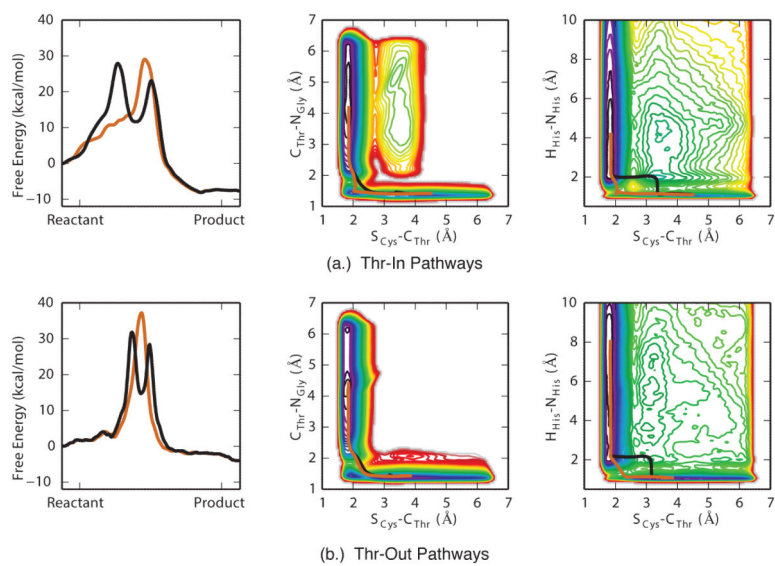 40
30
20
10
0
−10
Free Energy (kcal/mol)
Reactant
Product
7
6
5
4
3
2
1
C_Thr-N_Gly (Å)
1 2 3 4 5 6 7
S_Cys-C_Thr (Å)
10
8
6
4
2
H_His-N_His (Å)
1 2 3 4 5 6 7
S_Cys-C_Thr (Å)
(a.) Thr-In Pathways
40
30
20
10
0
−10
Free Energy (kcal/mol)
Reactant
Product
7
6
5
4
3
2
1
C_Thr-N_Gly (Å)
1 2 3 4 5 6 7
S_Cys-C_Thr (Å)
10
8
6
4
2
H_His-N_His (Å)
1 2 3 4 5 6 7
S_Cys-C_Thr (Å)
(b.) Thr-Out Pathways